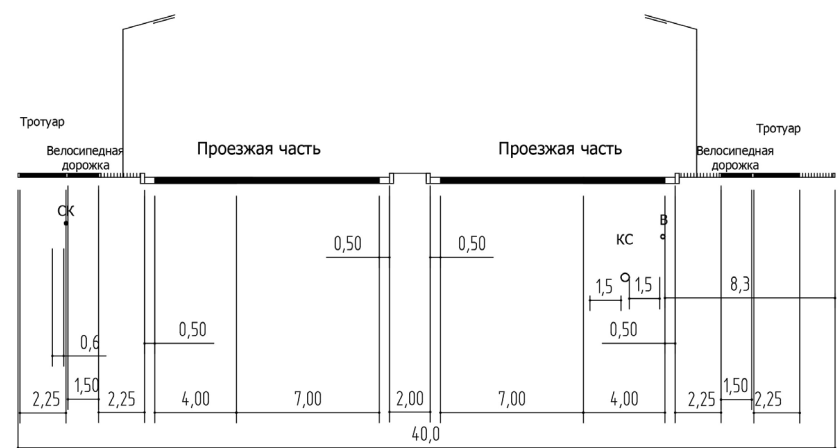 Тротуар
Тротуар
Велосипедная
дорожка
Проезжая часть
Проезжая часть
Велосипедная
дорожка
СК
В
КС
0,50
0,50
1,5
1,5
8,3
0,50
0,50
0,6
2,25
1,50
2,25
4,00
7,00
2,00
7,00
4,00
2,25
1,50
2,25
40,0